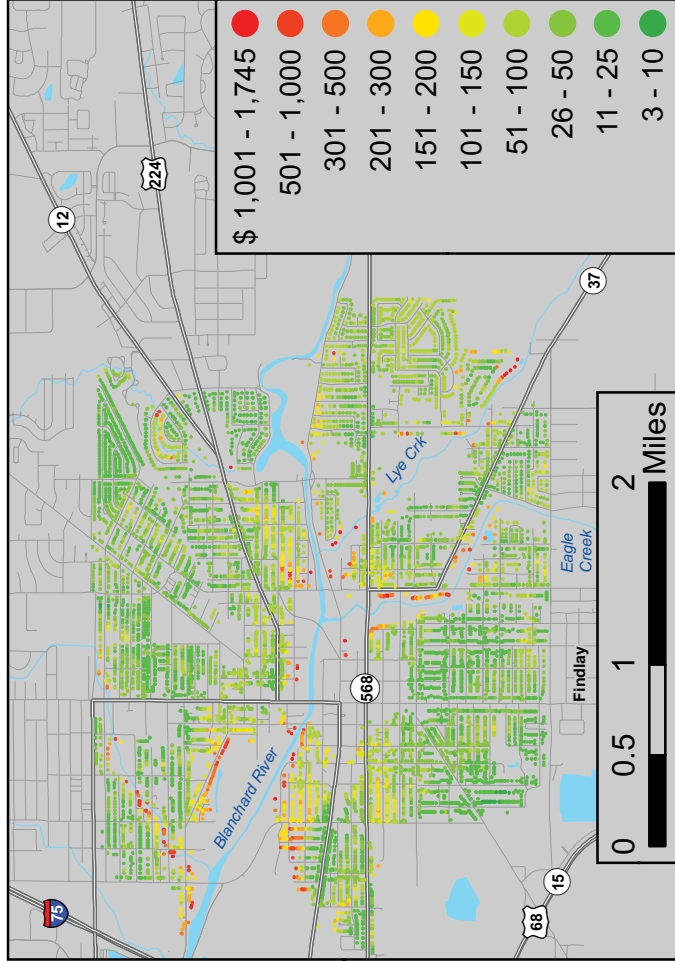 12
224
75
$ 1,001 - 1,745
501 - 1,000
301 - 500
201 - 300
151 - 200
101 - 150
51 - 100
26 - 50
11 - 25
3 - 10
Blanchard River
Lye Crk
568
37
Eagle
Creek
Findlay
68
15
0 0.5 1 2
Miles